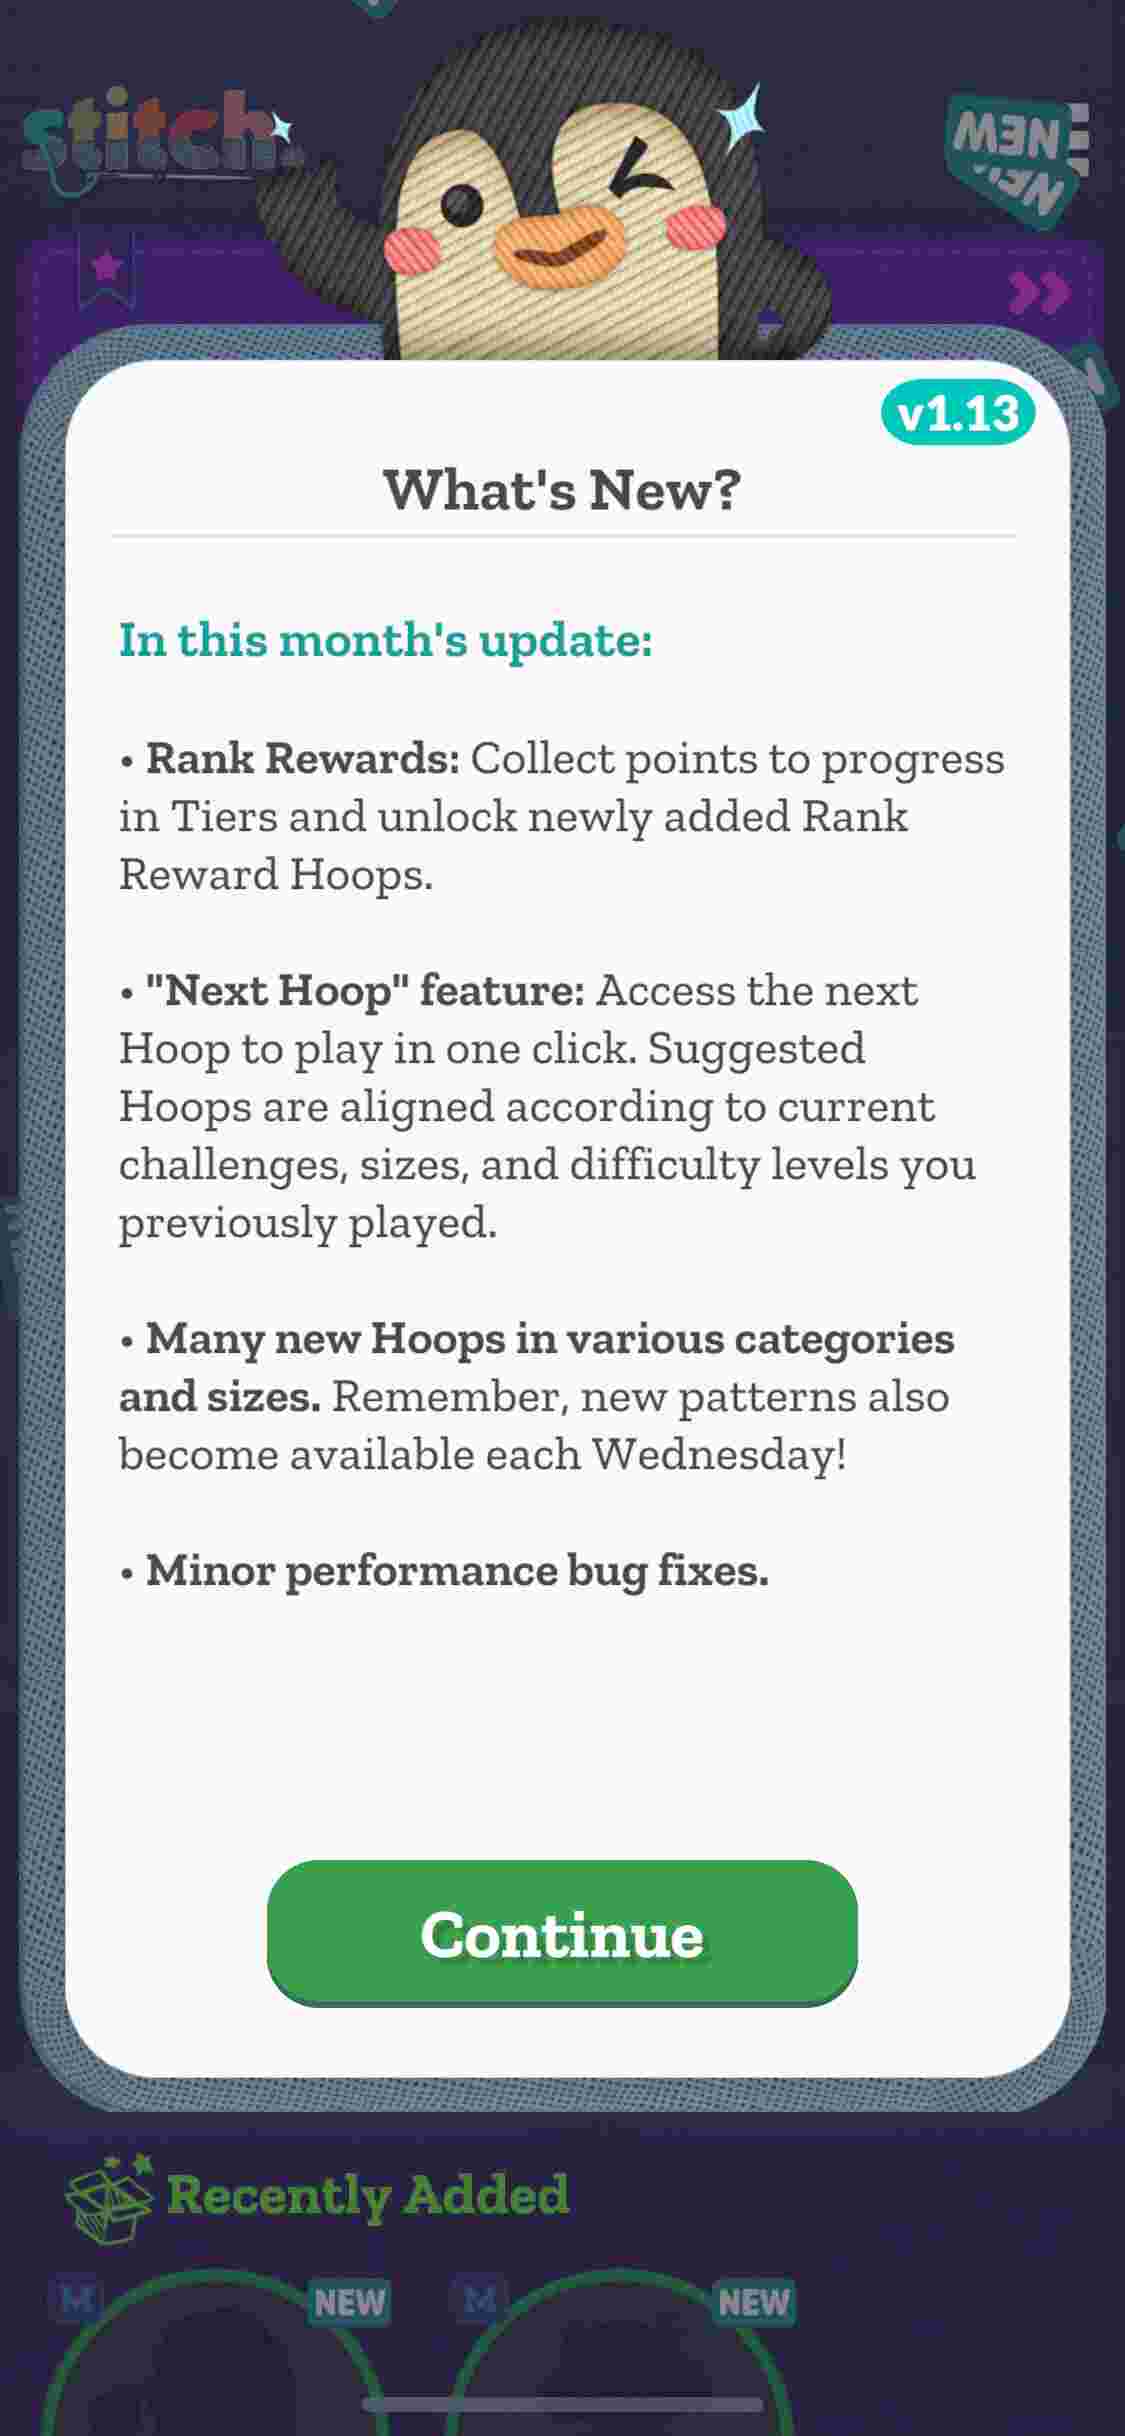 stitch.
NEW
NEW
v1.13
What's New?
In this month's update:
• Rank Rewards: Collect points to progress
in Tiers and unlock newly added Rank
Reward Hoops.
• "Next Hoop" feature: Access the next
Hoop to play in one click. Suggested
Hoops are aligned according to current
challenges, sizes, and difficulty levels you
previously played.
• Many new Hoops in various categories
and sizes. Remember, new patterns also
become available each Wednesday!
• Minor performance bug fixes.
Continue
Recently Added
M NEW M NEW